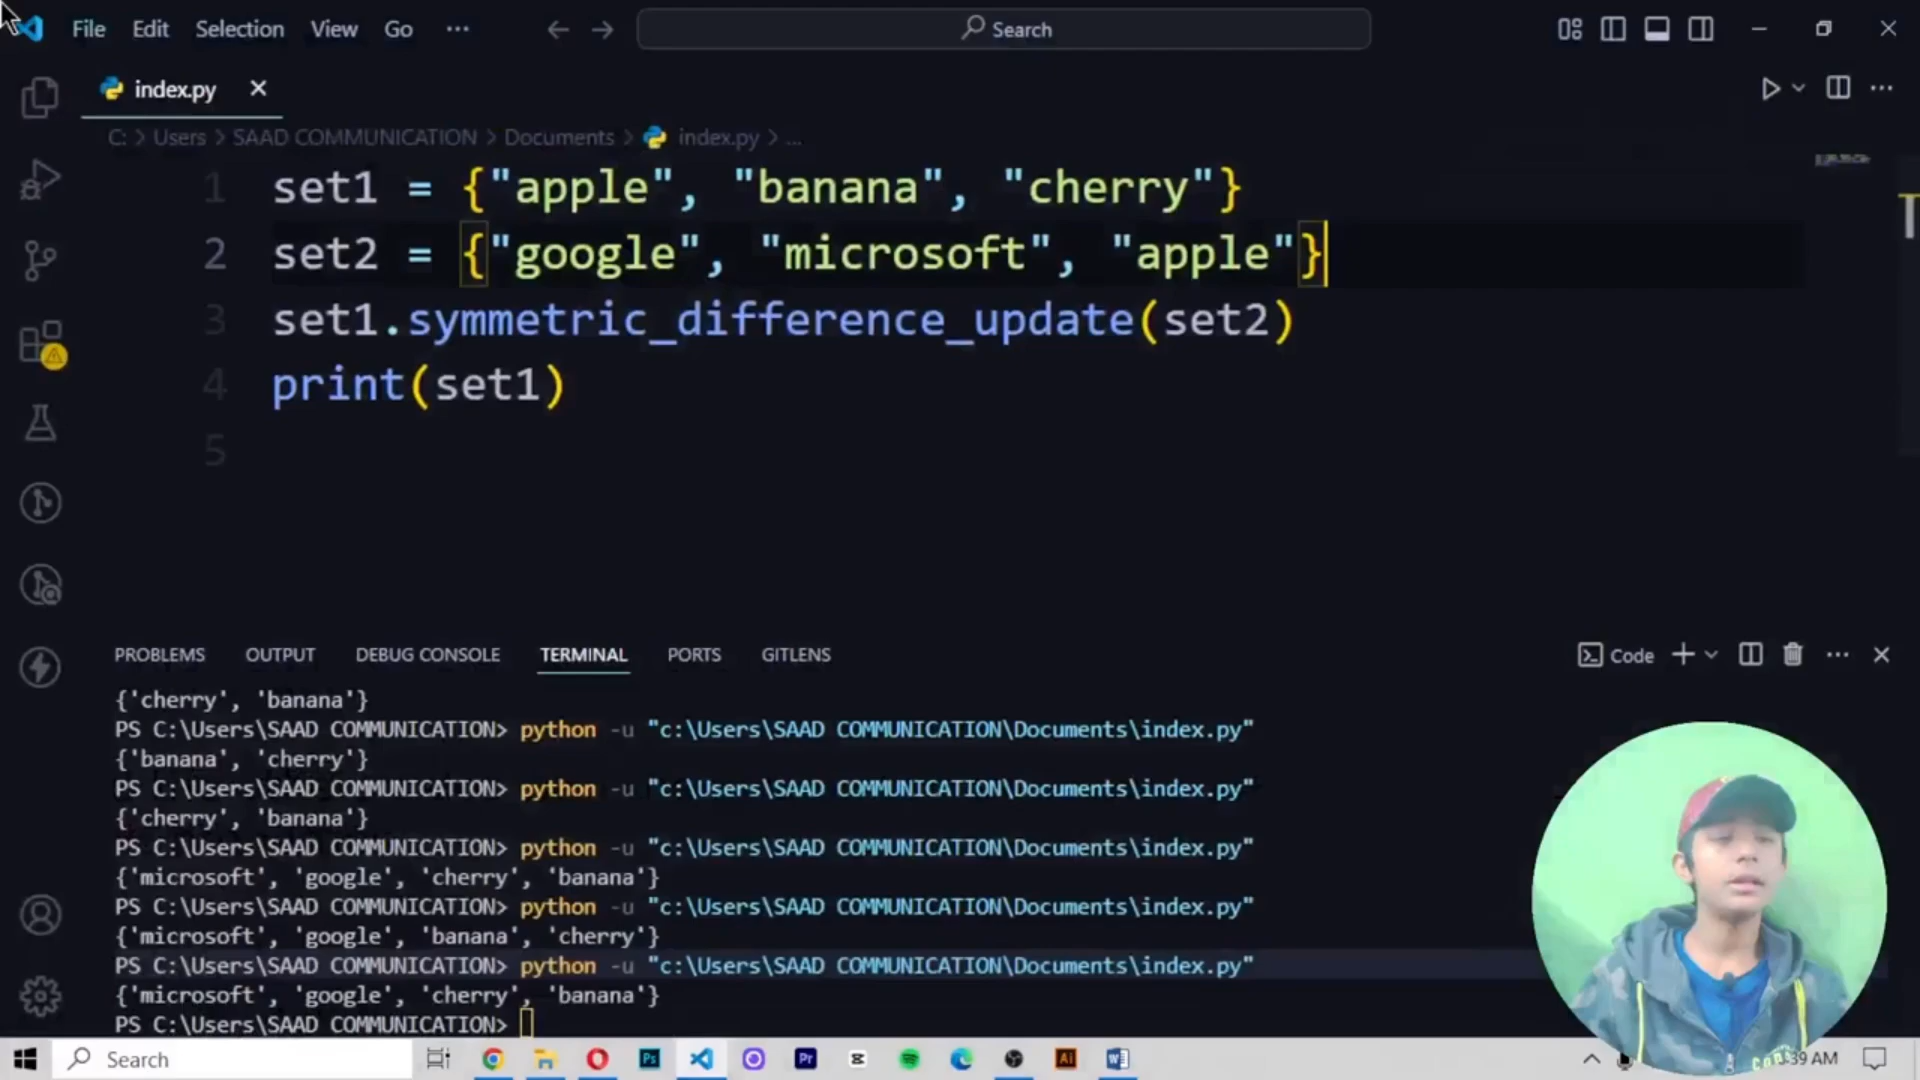 File Edit Selection View Go ··· Search
index.py
C: > Users > SAAD COMMUNICATION > Documents > index.py > ...
1 set1 = {"apple", "banana", "cherry"}
2 set2 = {"google", "microsoft", "apple"}
3 set1.symmetric_difference_update(set2)
4 print(set1)
5
PROBLEMS OUTPUT DEBUG CONSOLE TERMINAL PORTS GITLENS Code
{'cherry', 'banana'}
PS C:\Users\SAAD COMMUNICATION> python -u "c:\Users\SAAD COMMUNICATION\Documents\index.py"
{'banana', 'cherry'}
PS C:\Users\SAAD COMMUNICATION> python -u "c:\Users\SAAD COMMUNICATION\Documents\index.py"
{'cherry', 'banana'}
PS C:\Users\SAAD COMMUNICATION> python -u "c:\Users\SAAD COMMUNICATION\Documents\index.py"
{'microsoft', 'google', 'cherry', 'banana'}
PS C:\Users\SAAD COMMUNICATION> python -u "c:\Users\SAAD COMMUNICATION\Documents\index.py"
{'microsoft', 'google', 'banana', 'cherry'}
PS C:\Users\SAAD COMMUNICATION> python -u "c:\Users\SAAD COMMUNICATION\Documents\index.py"
{'microsoft', 'google', 'cherry', 'banana'}
PS C:\Users\SAAD COMMUNICATION>
Search Ps Pr Ai :39 AM